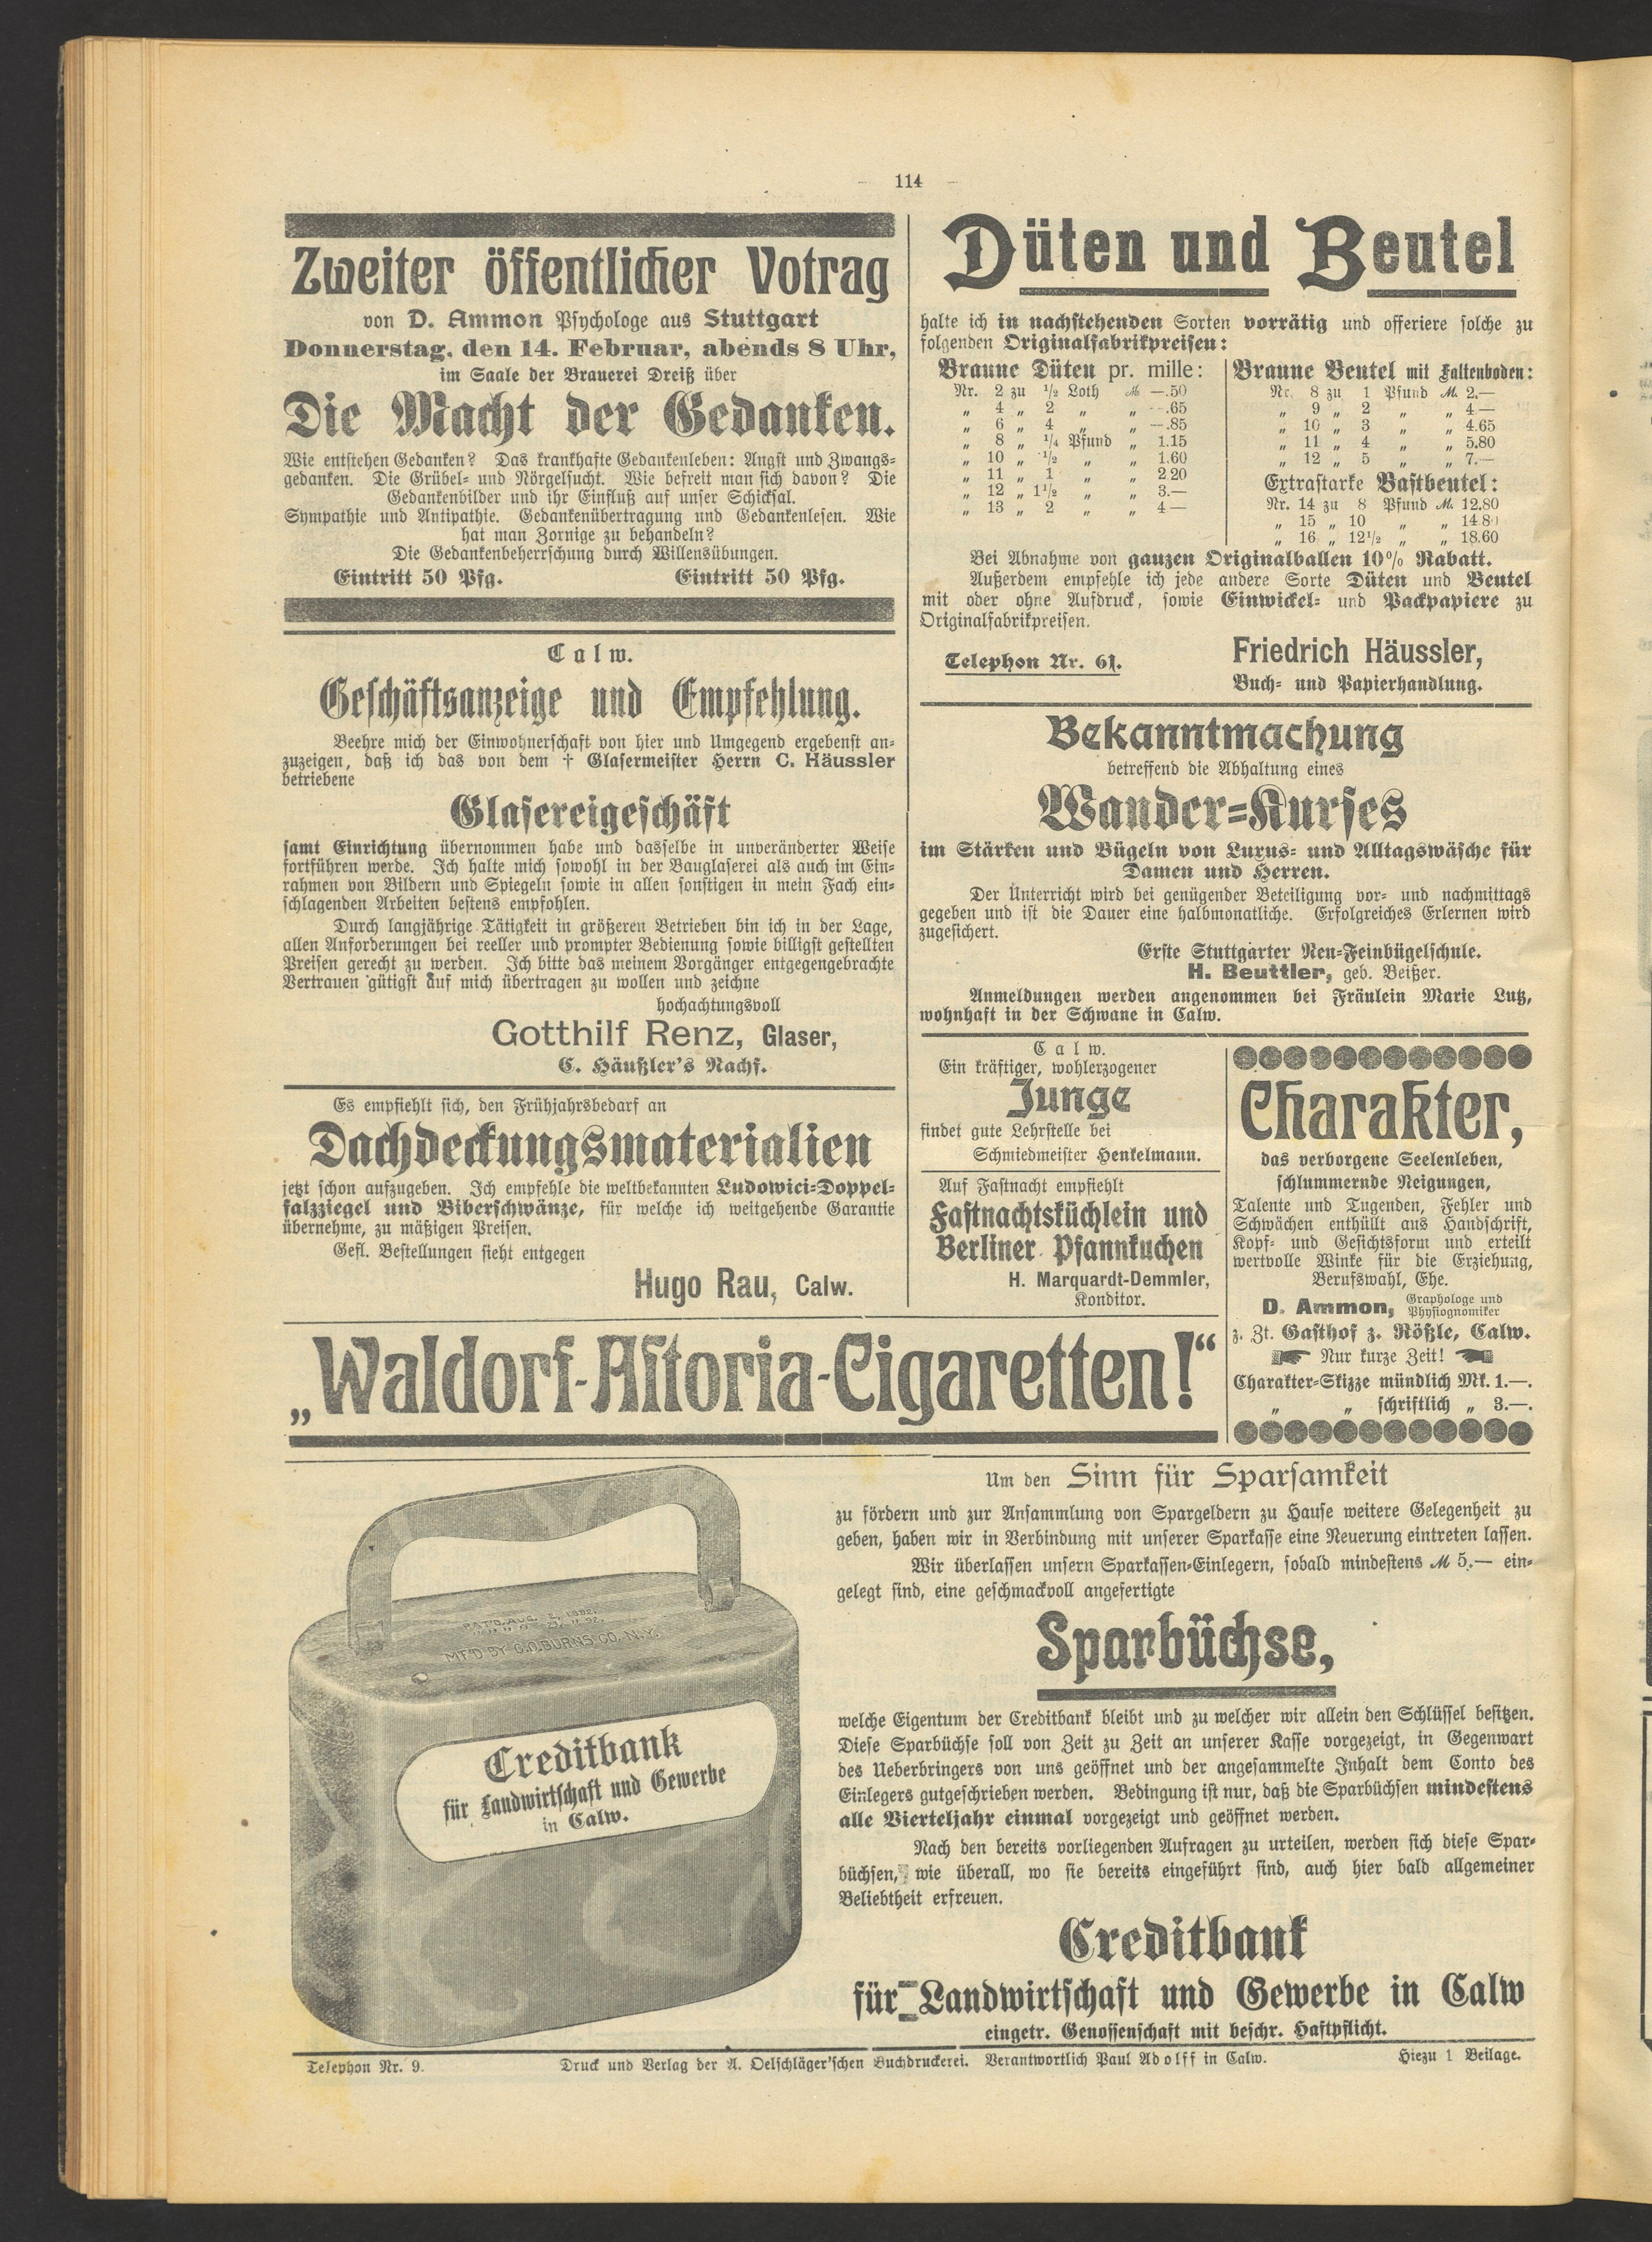 114
Zweiter öffentlicher Votrag
von D. Ammon Psychologe aus Stuttgart
Donnerstag, den 14. Februar, abends 8 Uhr,
im Saale der Brauerei Dreiß über
Die Macht der Gedanken.
Wie entstehen Gedanken? Das krankhafte Gedankenleben: Angst und Zwangs-
gedanken. Die Grübel- und Nörgelsucht. Wie befreit man sich davon? Die
Gedankenbilder und ihr Einfluß auf unser Schicksal.
Sympathie und Antipathie. Gedankenübertragung und Gedankenlesen. Wie
hat man Zornige zu behandeln?
Die Gedankenbeherrschung durch Willensübungen.
Eintritt 50 Pfg. Eintritt 50 Pfg.
Calw.
Geschäftsanzeige und Empfehlung.
Beehre mich der Einwohnerschaft von hier und Umgegend ergebenst an-
zuzeigen, daß ich das von dem † Glasermeister Herrn C. Häussler
betriebene
Glasereigeschäft
samt Einrichtung übernommen habe und dasselbe in unveränderter Weise
fortführen werde. Ich halte mich sowohl in der Bauglaserei als auch im Ein-
rahmen von Bildern und Spiegeln sowie in allen sonstigen in mein Fach ein-
schlagenden Arbeiten bestens empfohlen.
Durch langjährige Tätigkeit in größeren Betrieben bin ich in der Lage,
allen Anforderungen bei reeller und prompter Bedienung sowie billigst gestellten
Preisen gerecht zu werden. Ich bitte das meinem Vorgänger entgegengebrachte
Vertrauen gütigst auf mich übertragen zu wollen und zeichne
hochachtungsvoll
Gotthilf Renz, Glaser,
C. Häußler's Nachf.
Es empfiehlt sich, den Frühjahrsbedarf an
Dachdeckungsmaterialien
jetzt schon aufzugeben. Ich empfehle die weltbekannten Ludowici-Doppel-
falzziegel und Biberschwänze, für welche ich weitgehende Garantie
übernehme, zu mäßigen Preisen.
Gefl. Bestellungen sieht entgegen
Hugo Rau, Calw.
Düten und Beutel
halte ich in nachstehenden Sorten vorrätig und offeriere solche zu
folgenden Originalfabrikpreisen:
Braune Düten pr. mille:
Nr. 2 zu 1/2 Loth M —.50
„ 4 „ 2 „ „ —.65
„ 6 „ 4 „ „ —.85
„ 8 „ 1/4 Pfund „ 1.15
„ 10 „ 1/2 „ „ 1.60
„ 11 „ 1 „ „ 2 20
„ 12 „ 1 1/2 „ „ 3.—
„ 13 „ 2 „ „ 4 —
Braune Beutel mit Faltenboden:
Nr. 8 zu 1 Pfund M. 2.—
„ 9 „ 2 „ „ 4 —
„ 10 „ 3 „ „ 4.65
„ 11 „ 4 „ „ 5.80
„ 12 „ 5 „ „ 7.—
Extrastarke Bastbeutel:
Nr. 14 zu 8 Pfund M. 12.80
„ 15 „ 10 „ „ 14 80
„ 16 „ 12 1/2 „ „ 18.60
Bei Abnahme von ganzen Originalballen 10% Rabatt.
Außerdem empfehle ich jede andere Sorte Düten und Beutel
mit oder ohne Aufdruck, sowie Einwickel- und Packpapiere zu
Originalfabrikpreisen.
Telephon Nr. 61.
Friedrich Häussler,
Buch- und Papierhandlung.
Bekanntmachung
betreffend die Abhaltung eines
Wander-Kurses
im Stärken und Bügeln von Luxus- und Alltagswäsche für
Damen und Herren.
Der Unterricht wird bei genügender Beteiligung vor- und nachmittags
gegeben und ist die Dauer eine halbmonatliche. Erfolgreiches Erlernen wird
zugesichert.
Erste Stuttgarter Neu-Feinbügelschule.
H. Beuttler, geb. Beißer.
Anmeldungen werden angenommen bei Fräulein Marie Lutz,
wohnhaft in der Schwane in Calw.
Calw.
Ein kräftiger, wohlerzogener
Junge
findet gute Lehrstelle bei
Schmiedmeister Henkelmann.
Auf Fastnacht empfiehlt
Fastnachtsküchlein und
Berliner Pfannkuchen
H. Marquardt-Demmler,
Konditor.
Charakter,
das verborgene Seelenleben,
schlummernde Neigungen,
Talente und Tugenden, Fehler und
Schwächen enthüllt aus Handschrift,
Kopf- und Gesichtsform und erteilt
wertvolle Winke für die Erziehung,
Berufswahl, Ehe.
D. Ammon, Graphologe und
Physiognomiker
z. Zt. Gasthof z. Rößle, Calw.
Nur kurze Zeit!
Charakter-Skizze mündlich Mk. 1.—.
„ „ schriftlich „ 3.—.
„Waldorf-Astoria-Cigaretten!“
PAT'D. AUG. 2, 1892.
MF'D BY C.O. BURNS CO. N.Y.
Creditbank
für Landwirtschaft und Gewerbe
in Calw.
Um den Sinn für Sparsamkeit
zu fördern und zur Ansammlung von Spargeldern zu Hause weitere Gelegenheit zu
geben, haben wir in Verbindung mit unserer Sparkasse eine Neuerung eintreten lassen.
Wir überlassen unsern Sparkassen-Einlegern, sobald mindestens M 5.— ein-
gelegt sind, eine geschmackvoll angefertigte
Sparbüchse,
welche Eigentum der Creditbank bleibt und zu welcher wir allein den Schlüssel besitzen.
Diese Sparbüchse soll von Zeit zu Zeit an unserer Kasse vorgezeigt, in Gegenwart
des Ueberbringers von uns geöffnet und der angesammelte Inhalt dem Conto des
Einlegers gutgeschrieben werden. Bedingung ist nur, daß die Sparbüchsen mindestens
alle Vierteljahr einmal vorgezeigt und geöffnet werden.
Nach den bereits vorliegenden Aufragen zu urteilen, werden sich diese Spar-
büchsen, wie überall, wo sie bereits eingeführt sind, auch hier bald allgemeiner
Beliebtheit erfreuen.
Creditbank
für Landwirtschaft und Gewerbe in Calw
eingetr. Genossenschaft mit beschr. Haftpflicht.
Telephon Nr. 9. Druck und Verlag der A. Oelschläger'schen Buchdruckerei. Verantwortlich Paul Adolff in Calw. Hiezu 1 Beilage.